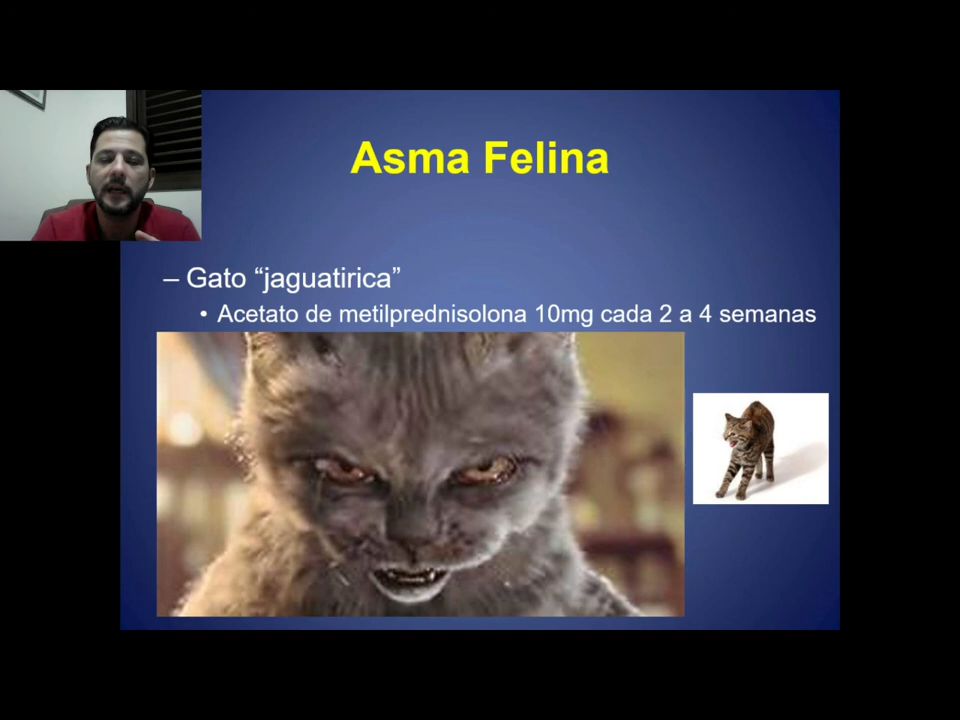 Asma Felina
– Gato “jaguatirica”
• Acetato de metilprednisolona 10mg cada 2 a 4 semanas